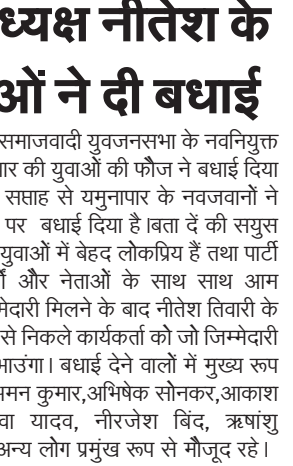 ध्यक्ष नीतेश के
ओं ने दी बधाई
समाजवादी युवजनसभा के नवनियुक्त
की युवाओं की फौज ने बधाई दिया
सप्ताह से यमुनापार के नवजवानों ने
पर बधाई दिया है।बता दें की सयुस
युवाओं में बेहद लोकप्रिय हैं तथा पार्टी
और नेताओं के साथ साथ आम
मेदारी मिलने के बाद नीतेश तिवारी के
से निकले कार्यकर्ता को जो जिम्मेदारी
भाउंगा। बधाई देने वालों में मुख्य रूप
कुमार,अभिषेक सोनकर,आकाश
यादव, नीरजेश बिंद, ऋषांशु
अन्य लोग प्रमुंख रूप से मौजूद रहे।